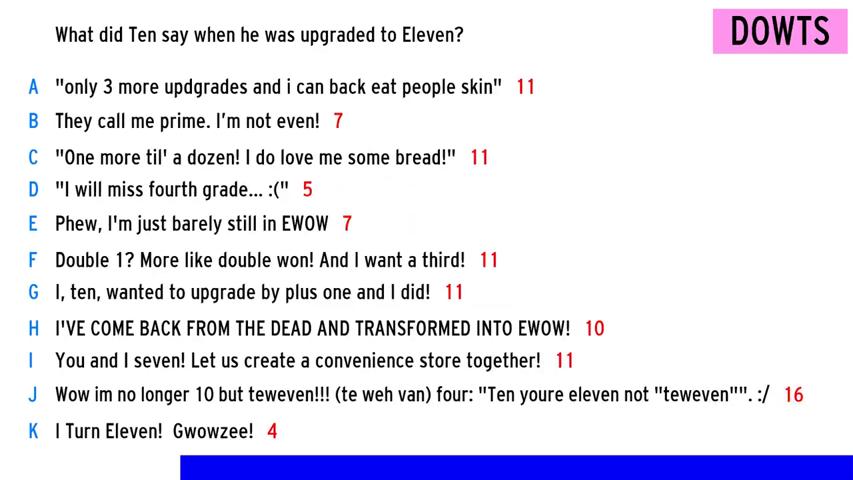 What did Ten say when he was upgraded to Eleven?
DOWTS
A "only 3 more updgrades and i can back eat people skin" 11
B They call me prime. I'm not even! 7
C "One more til' a dozen! I do love me some bread!" 11
D "I will miss fourth grade... :(" 5
E Phew, I'm just barely still in EWOW 7
F Double 1? More like double won! And I want a third! 11
G I, ten, wanted to upgrade by plus one and I did! 11
H I'VE COME BACK FROM THE DEAD AND TRANSFORMED INTO EWOW! 10
I You and I seven! Let us create a convenience store together! 11
J Wow im no longer 10 but teweven!!! (te weh van) four: "Ten youre eleven not "teweven"". :/ 16
K I Turn Eleven! Gwowzee! 4